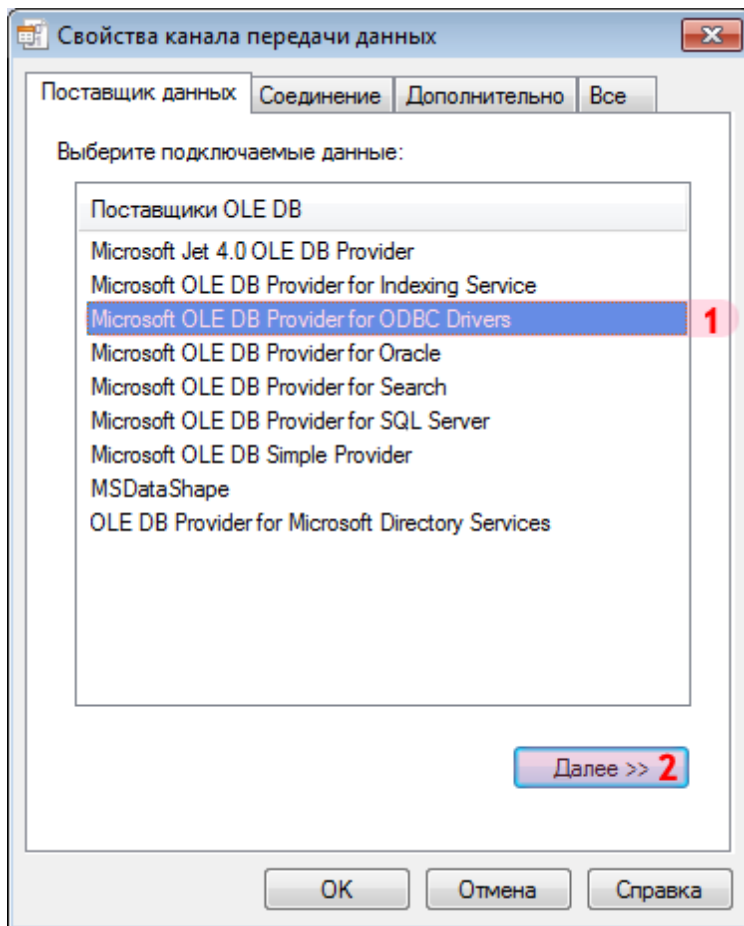 Свойства канала передачи данных
Поставщик данных Соединение Дополнительно Все
Выберите подключаемые данные:
Поставщики OLE DB
Microsoft Jet 4.0 OLE DB Provider
Microsoft OLE DB Provider for Indexing Service
Microsoft OLE DB Provider for ODBC Drivers 1
Microsoft OLE DB Provider for Oracle
Microsoft OLE DB Provider for Search
Microsoft OLE DB Provider for SQL Server
Microsoft OLE DB Simple Provider
MSDataShape
OLE DB Provider for Microsoft Directory Services
Далее >> 2
ОК Отмена Справка